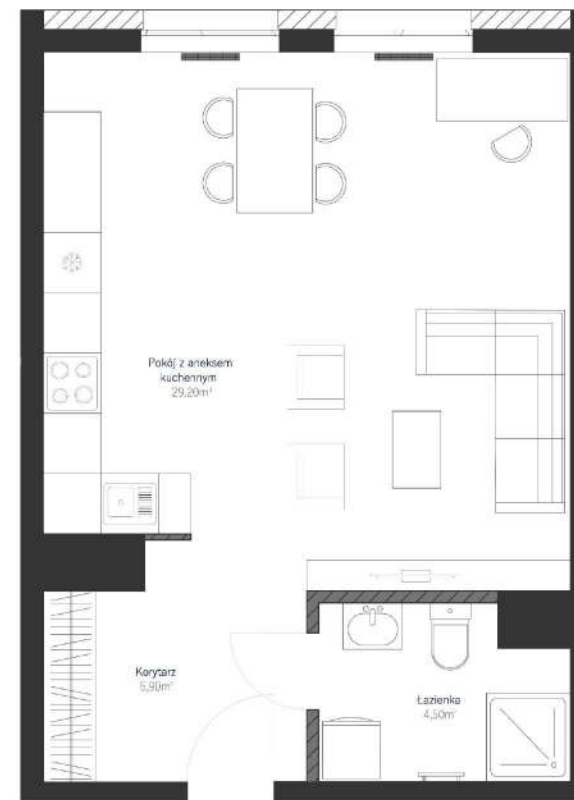 Pokój z aneksem
kuchennym
29,20m²
Korytarz
5,90m²
Łazienka
4,50m²